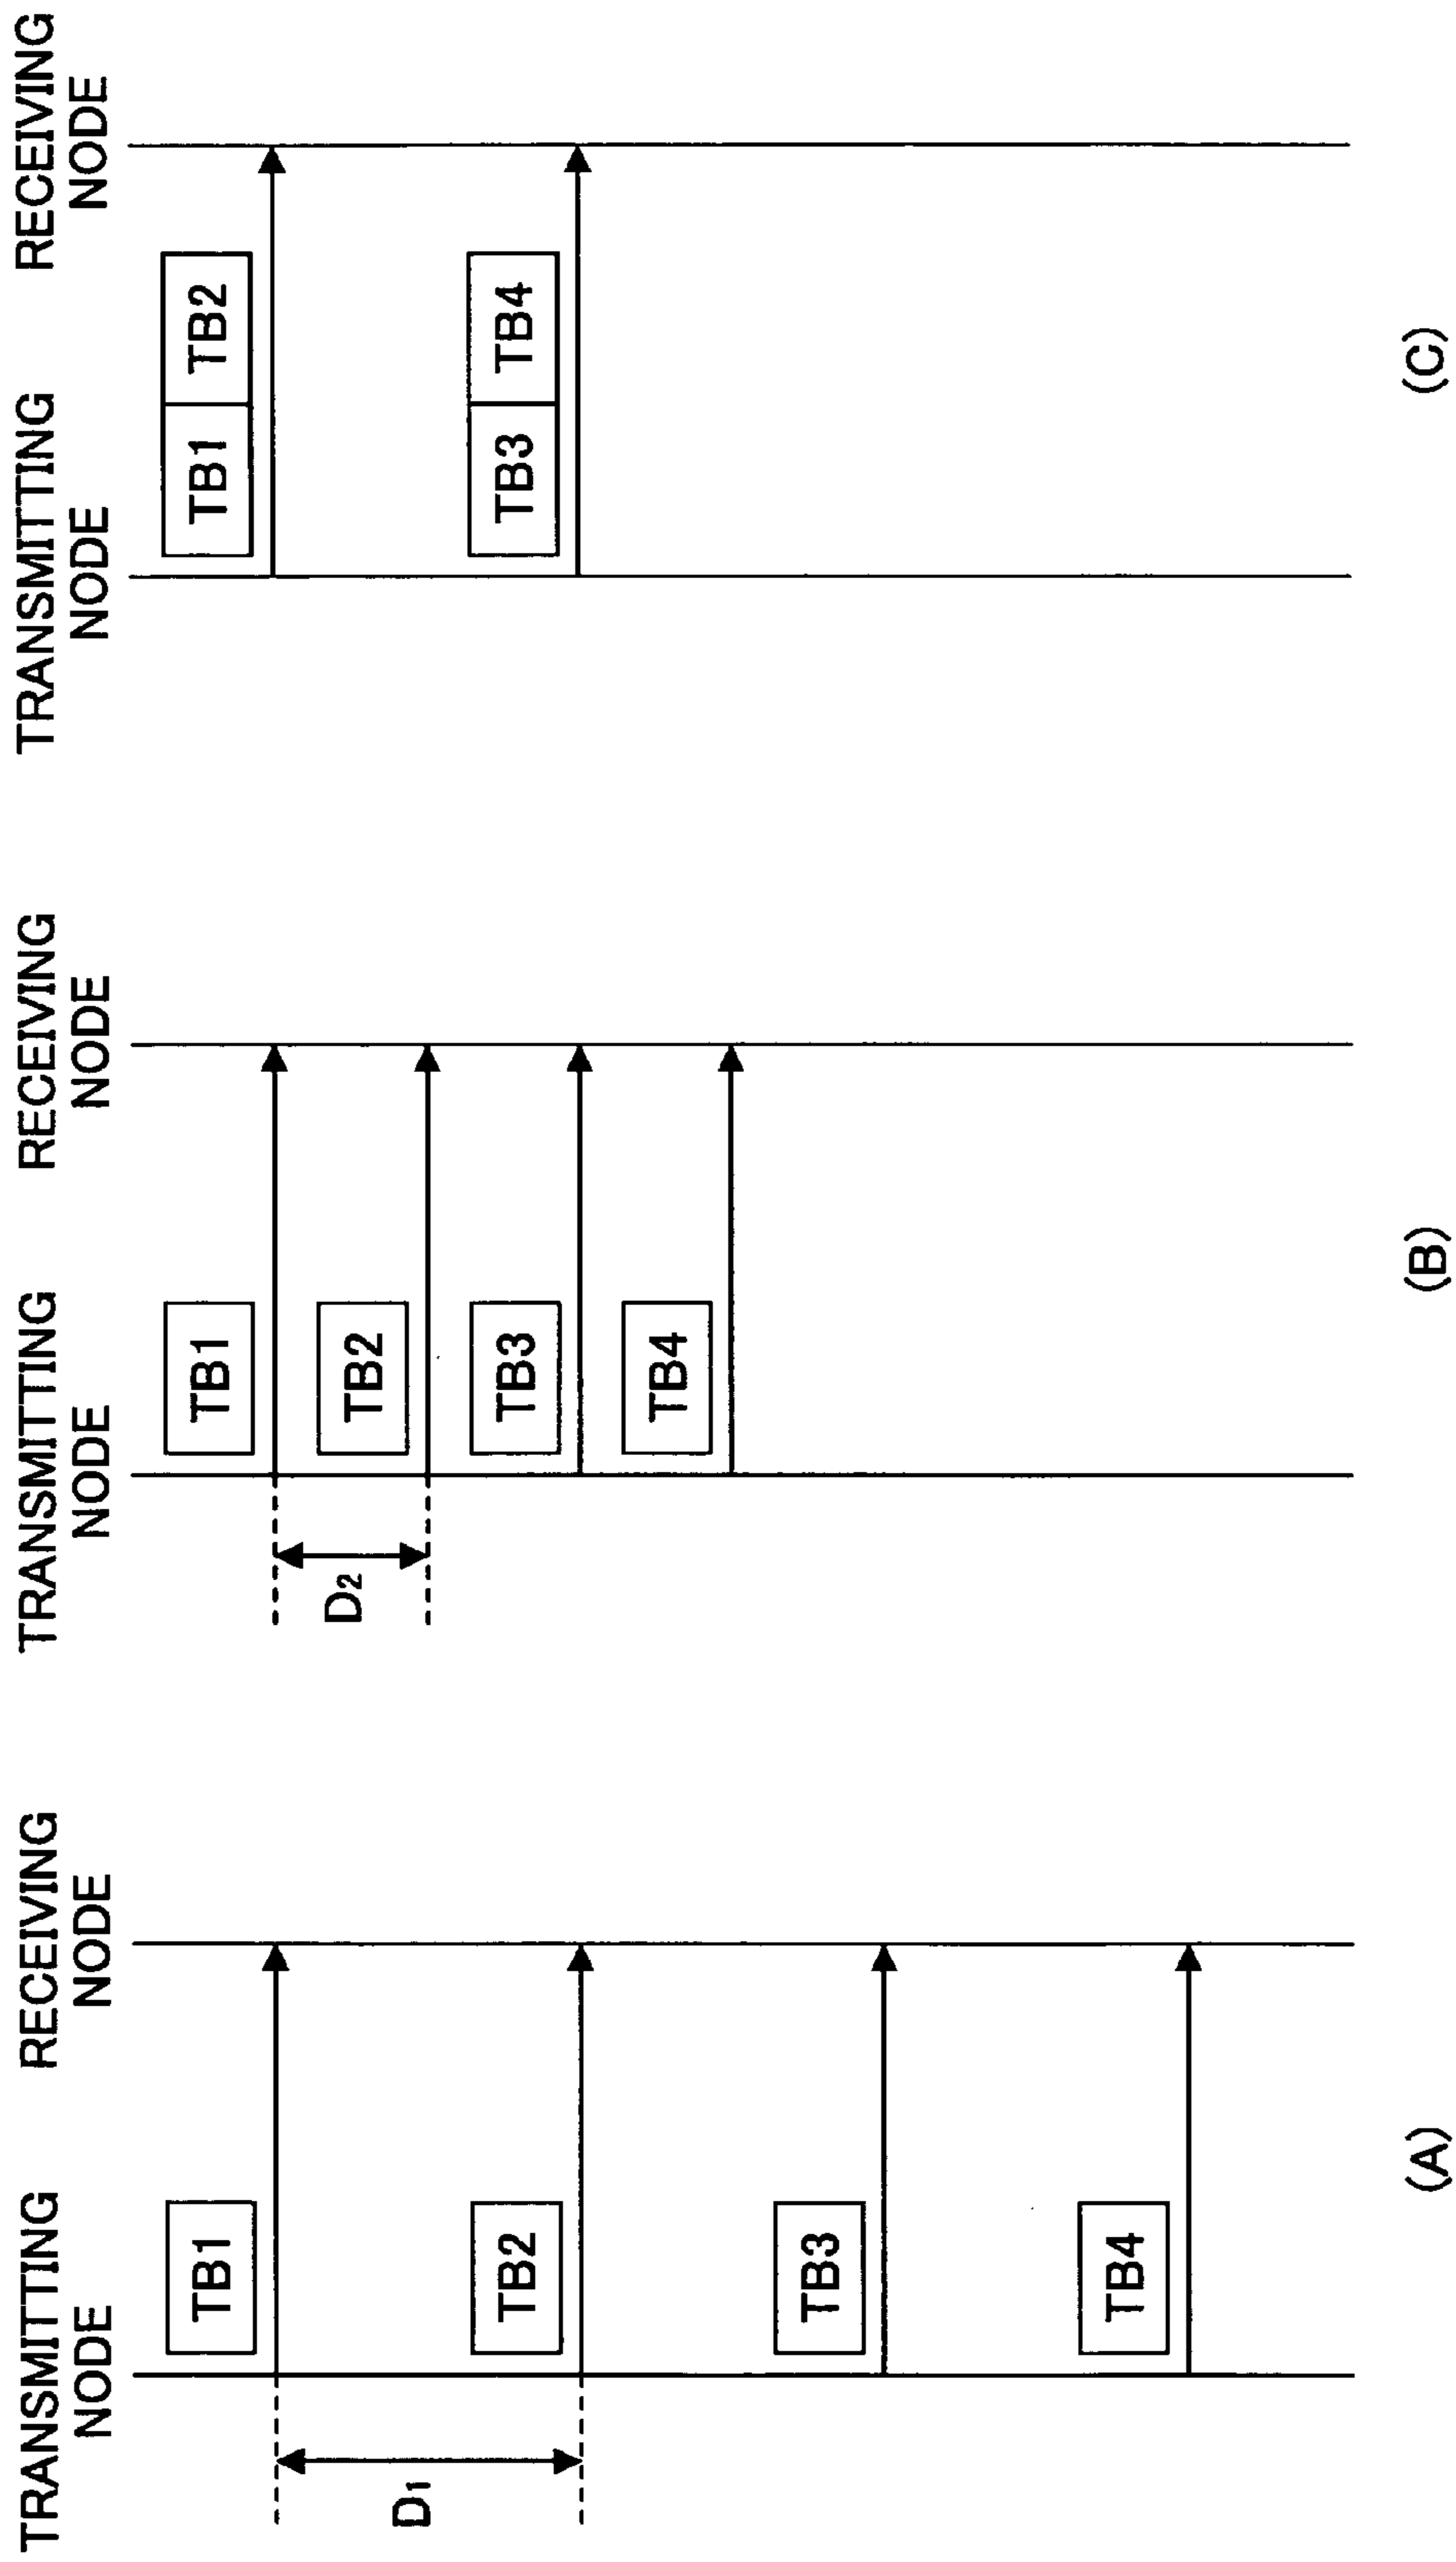 TRANSMITTING
NODE
RECEIVING
NODE
D1
TB1
TB2
TB3
TB4
(A)
TRANSMITTING
NODE
RECEIVING
NODE
D2
TB1
TB2
TB3
TB4
(B)
TRANSMITTING
NODE
RECEIVING
NODE
TB1 TB2
TB3 TB4
(C)